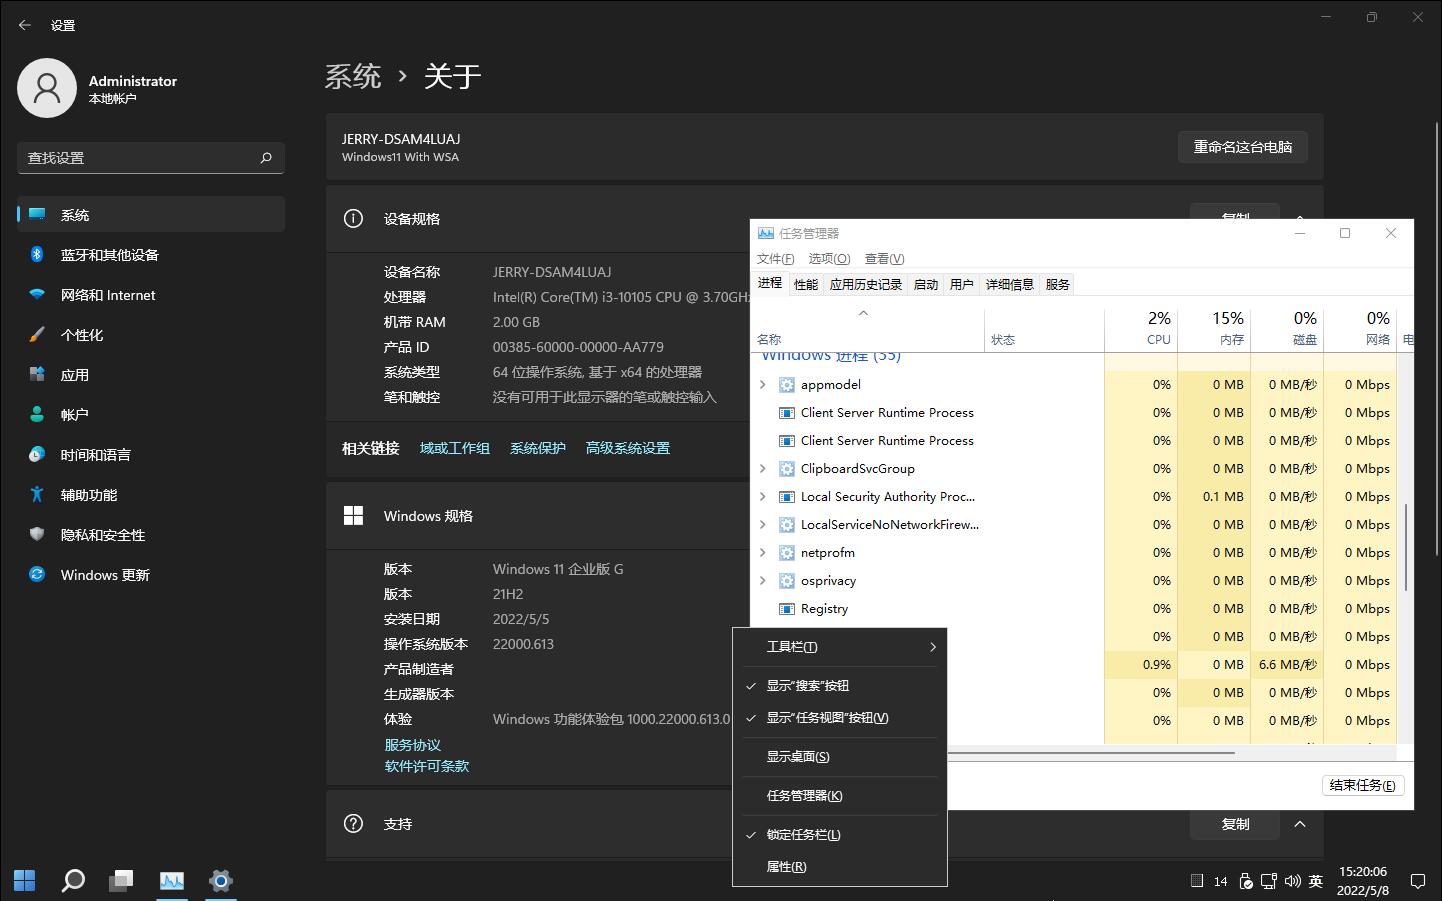 设置
Administrator
本地帐户
查找设置
系统
蓝牙和其他设备
网络和 Internet
个性化
应用
帐户
时间和语言
辅助功能
隐私和安全性
Windows 更新
系统 › 关于
JERRY-DSAM4LUAJ
Windows11 With WSA
重命名这台电脑
设备规格
复制
设备名称 JERRY-DSAM4LUAJ
处理器 Intel(R) Core(TM) i3-10105 CPU @ 3.70GHz
机带 RAM 2.00 GB
产品 ID 00385-60000-00000-AA779
系统类型 64 位操作系统, 基于 x64 的处理器
笔和触控 没有可用于此显示器的笔或触控输入
相关链接 域或工作组 系统保护 高级系统设置
Windows 规格
版本 Windows 11 企业版 G
版本 21H2
安装日期 2022/5/5
操作系统版本 22000.613
产品制造者
生成器版本
体验 Windows 功能体验包 1000.22000.613.0
服务协议
软件许可条款
支持
复制
任务管理器
文件(F) 选项(O) 查看(V)
进程 性能 应用历史记录 启动 用户 详细信息 服务
2% 15% 0% 0%
名称 状态 CPU 内存 磁盘 网络 电
Windows 进程 (55)
appmodel 0% 0 MB 0 MB/秒 0 Mbps
Client Server Runtime Process 0% 0 MB 0 MB/秒 0 Mbps
Client Server Runtime Process 0% 0 MB 0 MB/秒 0 Mbps
ClipboardSvcGroup 0% 0 MB 0 MB/秒 0 Mbps
Local Security Authority Proc... 0% 0.1 MB 0 MB/秒 0 Mbps
LocalServiceNoNetworkFirew... 0% 0 MB 0 MB/秒 0 Mbps
netprofm 0% 0 MB 0 MB/秒 0 Mbps
osprivacy 0% 0 MB 0 MB/秒 0 Mbps
Registry 0% 0 MB 0 MB/秒 0 Mbps
0% 0 MB 0 MB/秒 0 Mbps
0.9% 0 MB 6.6 MB/秒 0 Mbps
0% 0 MB 0 MB/秒 0 Mbps
0% 0 MB 0 MB/秒 0 Mbps
结束任务(E)
工具栏(T)
显示“搜索”按钮
显示“任务视图”按钮(V)
显示桌面(S)
任务管理器(K)
锁定任务栏(L)
属性(R)
14
英
15:20:06
2022/5/8